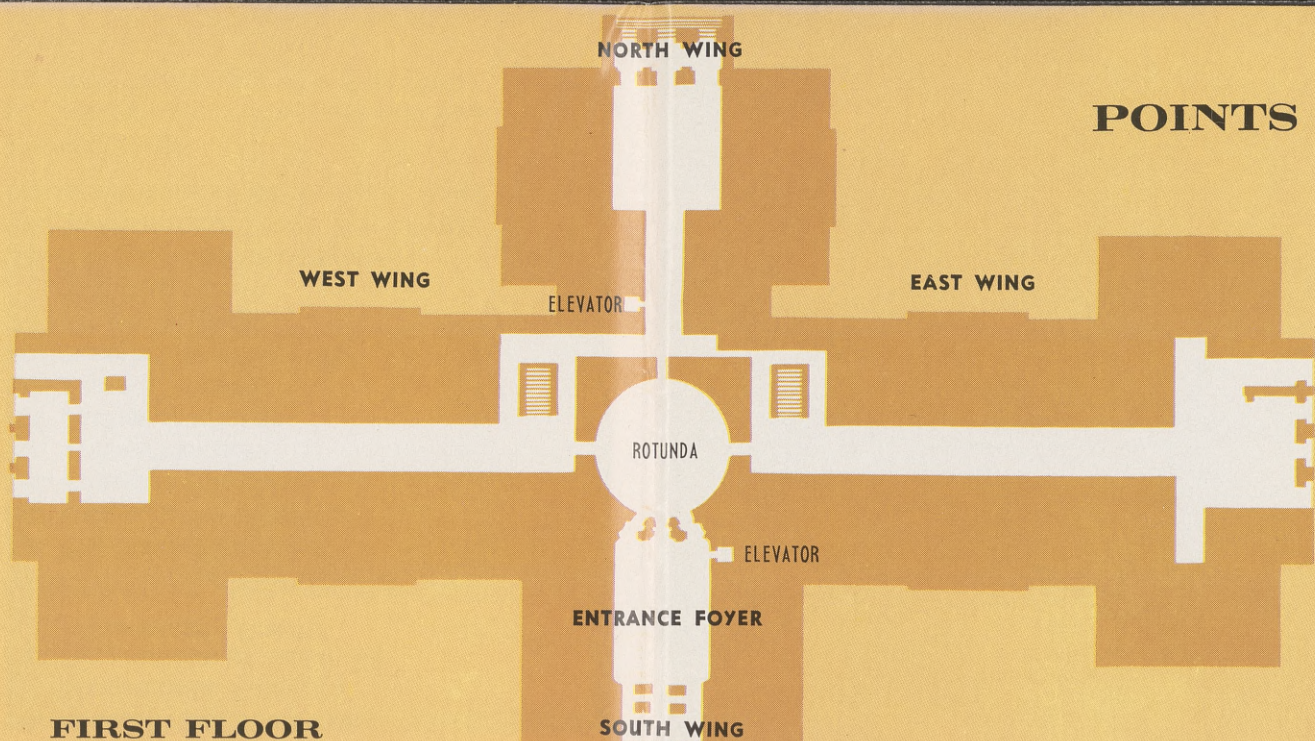 NORTH WING
POINTS
WEST WING
EAST WING
ELEVATOR
ROTUNDA
ELEVATOR
ENTRANCE FOYER
FIRST FLOOR
SOUTH WING